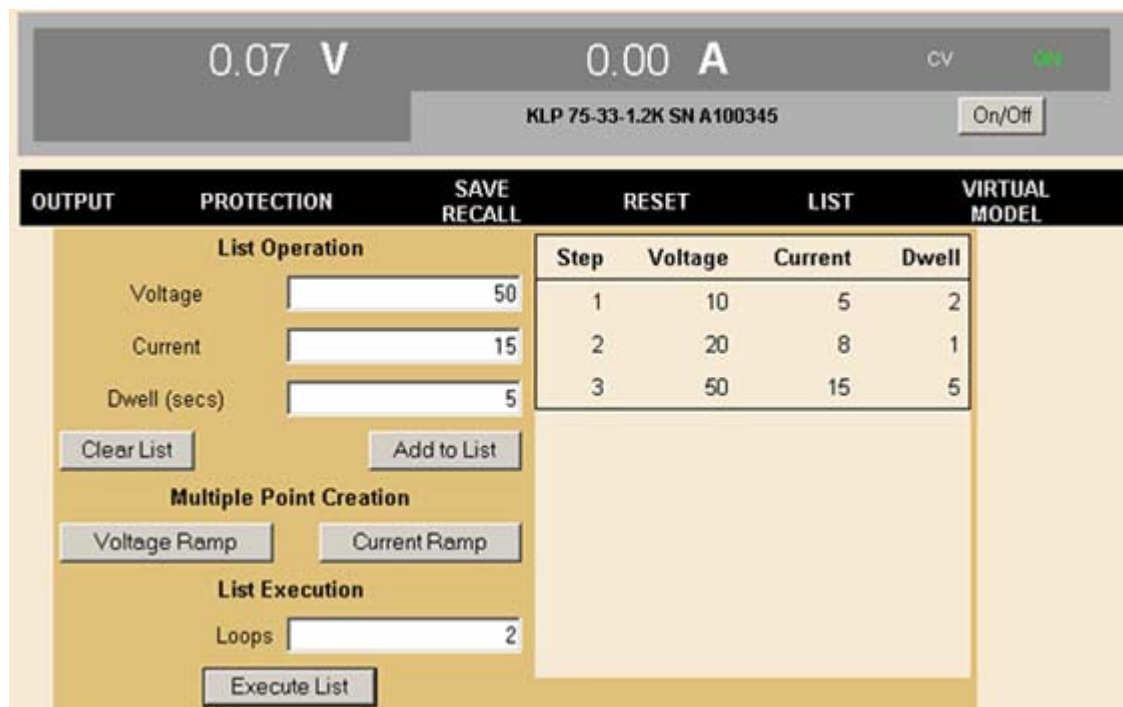 0.07 V 0.00 A CV ON
KLP 75-33-1.2K SN A100345 On/Off
OUTPUT PROTECTION SAVE RECALL RESET LIST VIRTUAL MODEL
List Operation
Voltage 50
Current 15
Dwell (secs) 5
Clear List Add to List
Multiple Point Creation
Voltage Ramp Current Ramp
List Execution
Loops 2
Execute List
Step Voltage Current Dwell
1 10 5 2
2 20 8 1
3 50 15 5